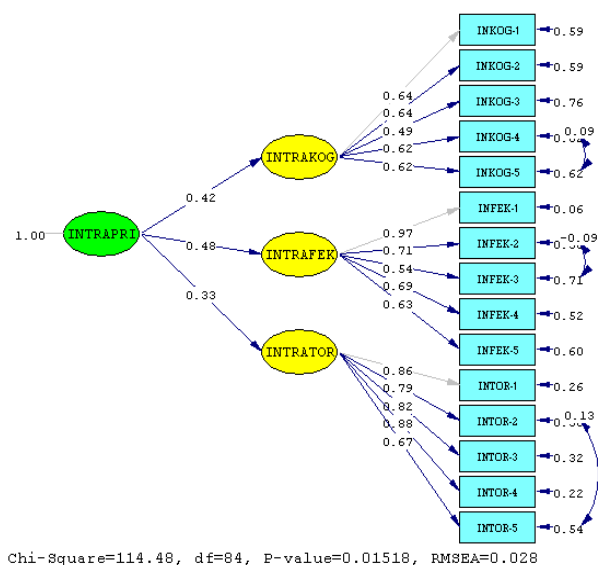 INKOG-1
0.59
INKOG-2
0.59
INKOG-3
0.76
INKOG-4
0.09
INKOG-5
0.62
0.64
0.64
0.49
0.62
0.62
INTRAKOG
0.42
INFEK-1
0.06
INFEK-2
-0.09
INFEK-3
0.71
INFEK-4
0.52
INFEK-5
0.60
0.97
0.71
0.54
0.69
0.63
1.00
INTRAPRI
0.48
INTRAFEK
0.33
INTRATOR
0.86
0.79
0.82
0.88
0.67
INTOR-1
0.26
INTOR-2
0.13
INTOR-3
0.32
INTOR-4
0.22
INTOR-5
0.54
Chi-Square=114.48, df=84, P-value=0.01518, RMSEA=0.028